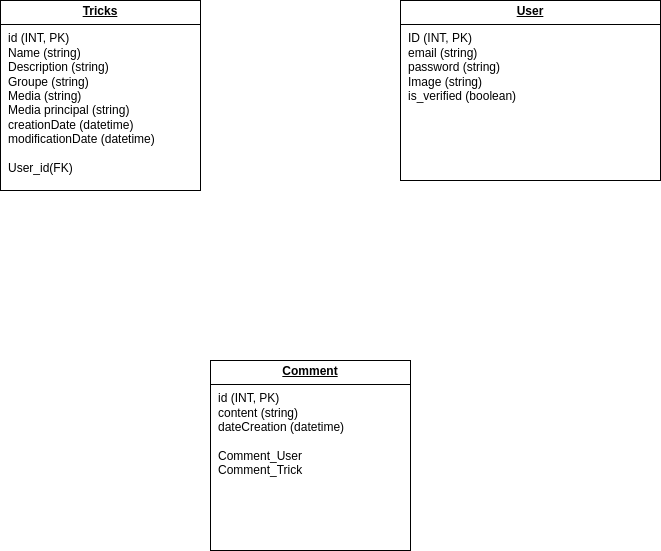 Tricks
id (INT, PK)
Name (string)
Description (string)
Groupe (string)
Media (string)
Media principal (string)
creationDate (datetime)
modificationDate (datetime)
User_id(FK)
User
ID (INT, PK)
email (string)
password (string)
Image (string)
is_verified (boolean)
Comment
id (INT, PK)
content (string)
dateCreation (datetime)
Comment_User
Comment_Trick